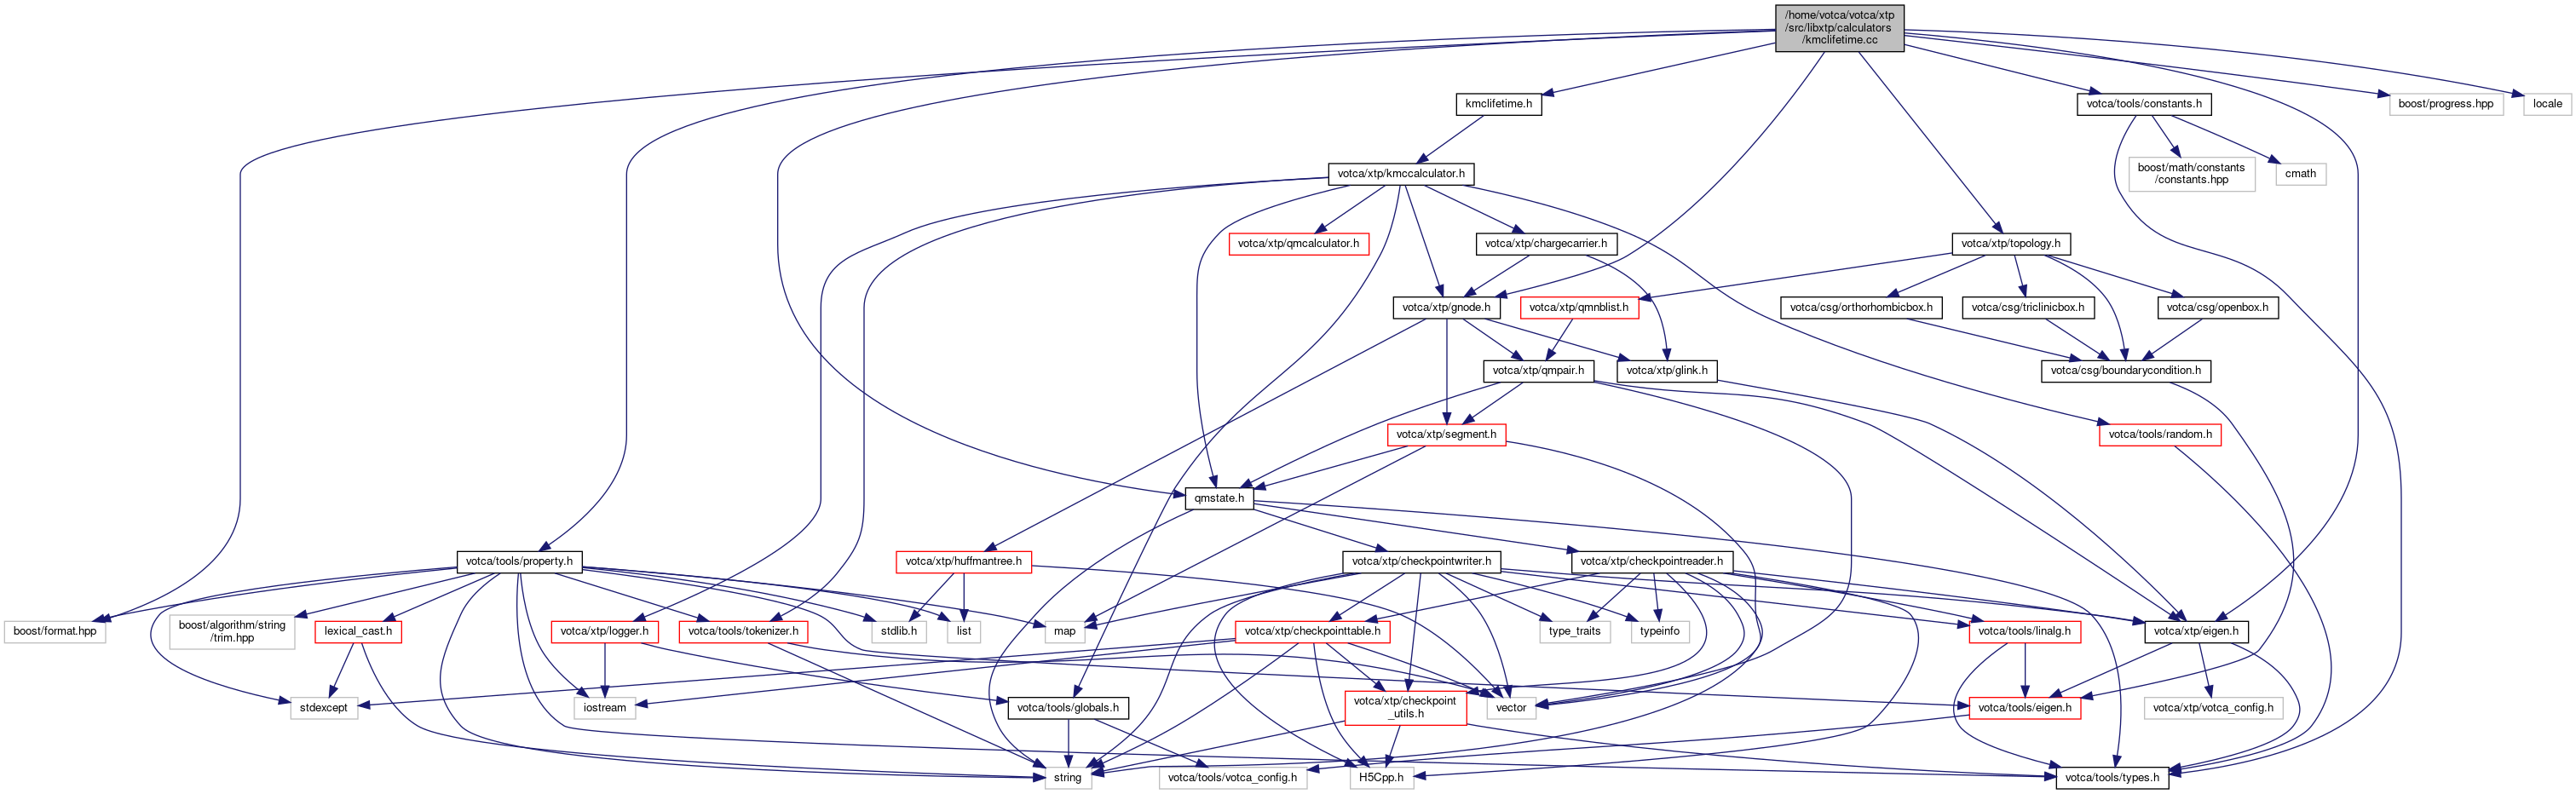 /home/votca/votca/xtp
/src/libxtp/calculators
/kmclifetime.cc
kmclifetime.h
votca/tools/constants.h
boost/progress.hpp
locale
votca/xtp/kmccalculator.h
boost/math/constants
/constants.hpp
cmath
votca/xtp/qmcalculator.h
votca/xtp/chargecarrier.h
votca/xtp/topology.h
votca/xtp/gnode.h
votca/xtp/qmnblist.h
votca/csg/orthorhombicbox.h
votca/csg/triclinicbox.h
votca/csg/openbox.h
votca/xtp/qmpair.h
votca/xtp/glink.h
votca/csg/boundarycondition.h
votca/xtp/segment.h
votca/tools/random.h
qmstate.h
votca/tools/property.h
votca/xtp/huffmantree.h
votca/xtp/checkpointwriter.h
votca/xtp/checkpointreader.h
boost/format.hpp
boost/algorithm/string
/trim.hpp
lexical_cast.h
votca/xtp/logger.h
votca/tools/tokenizer.h
stdlib.h
list
map
votca/xtp/checkpointtable.h
type_traits
typeinfo
votca/tools/linalg.h
votca/xtp/eigen.h
stdexcept
iostream
votca/tools/globals.h
votca/xtp/checkpoint
_utils.h
vector
votca/tools/eigen.h
votca/xtp/votca_config.h
string
votca/tools/votca_config.h
H5Cpp.h
votca/tools/types.h